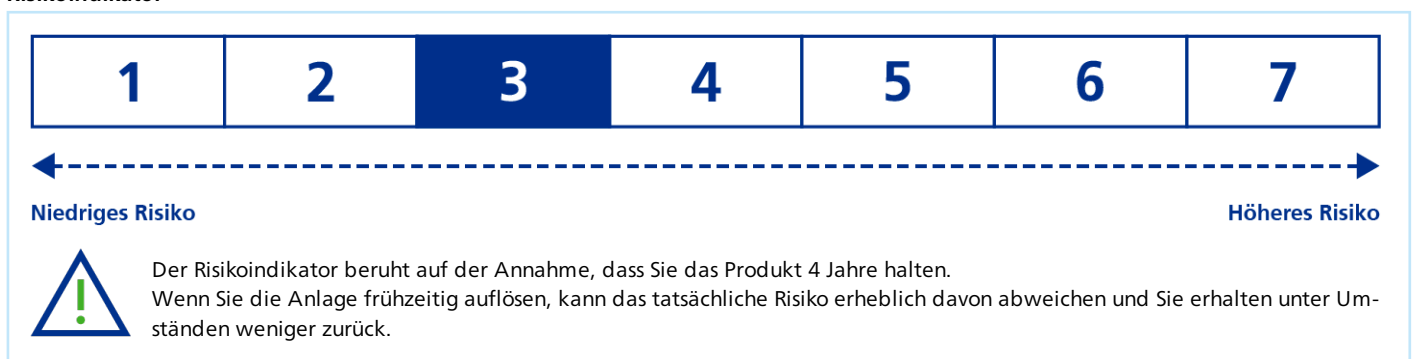 Risikoindikator
1 2 3 4 5 6 7
Niedriges Risiko Höheres Risiko
Der Risikoindikator beruht auf der Annahme, dass Sie das Produkt 4 Jahre halten.
Wenn Sie die Anlage frühzeitig auflösen, kann das tatsächliche Risiko erheblich davon abweichen und Sie erhalten unter Um-
ständen weniger zurück.